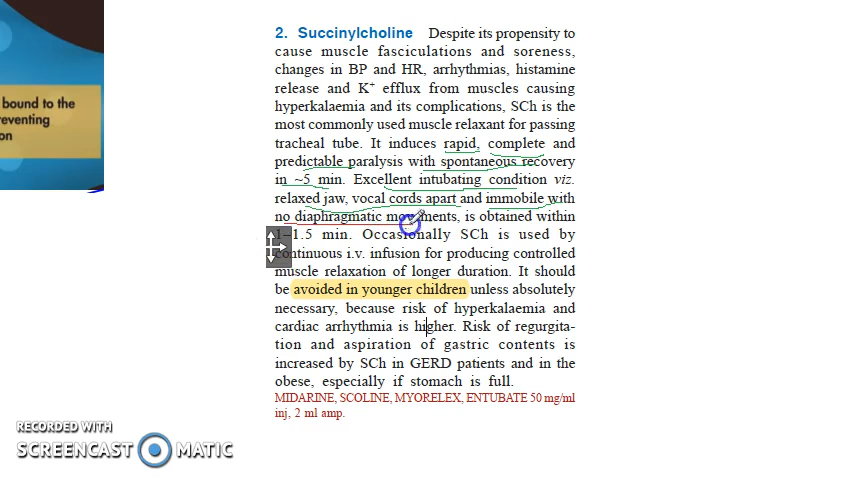 bound to the
eventing
on
2. Succinylcholine Despite its propensity to
cause muscle fasciculations and soreness,
changes in BP and HR, arrhythmias, histamine
release and K+ efflux from muscles causing
hyperkalaemia and its complications, SCh is the
most commonly used muscle relaxant for passing
tracheal tube. It induces rapid, complete and
predictable paralysis with spontaneous recovery
in ~5 min. Excellent intubating condition viz.
relaxed jaw, vocal cords apart and immobile with
no diaphragmatic movements, is obtained within
1–1.5 min. Occasionally SCh is used by
continuous i.v. infusion for producing controlled
muscle relaxation of longer duration. It should
be avoided in younger children unless absolutely
necessary, because risk of hyperkalaemia and
cardiac arrhythmia is higher. Risk of regurgita-
tion and aspiration of gastric contents is
increased by SCh in GERD patients and in the
obese, especially if stomach is full.
MIDARINE, SCOLINE, MYORELEX, ENTUBATE 50 mg/ml
inj, 2 ml amp.
RECORDED WITH
SCREENCAST MATIC